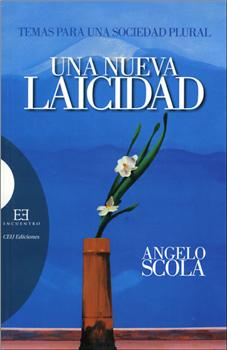 TEMAS PARA UNA SOCIEDAD PLURAL
UNA NUEVA
LAICIDAD
ENCUENTRO
CEU Ediciones
ANGELO
SCOLA